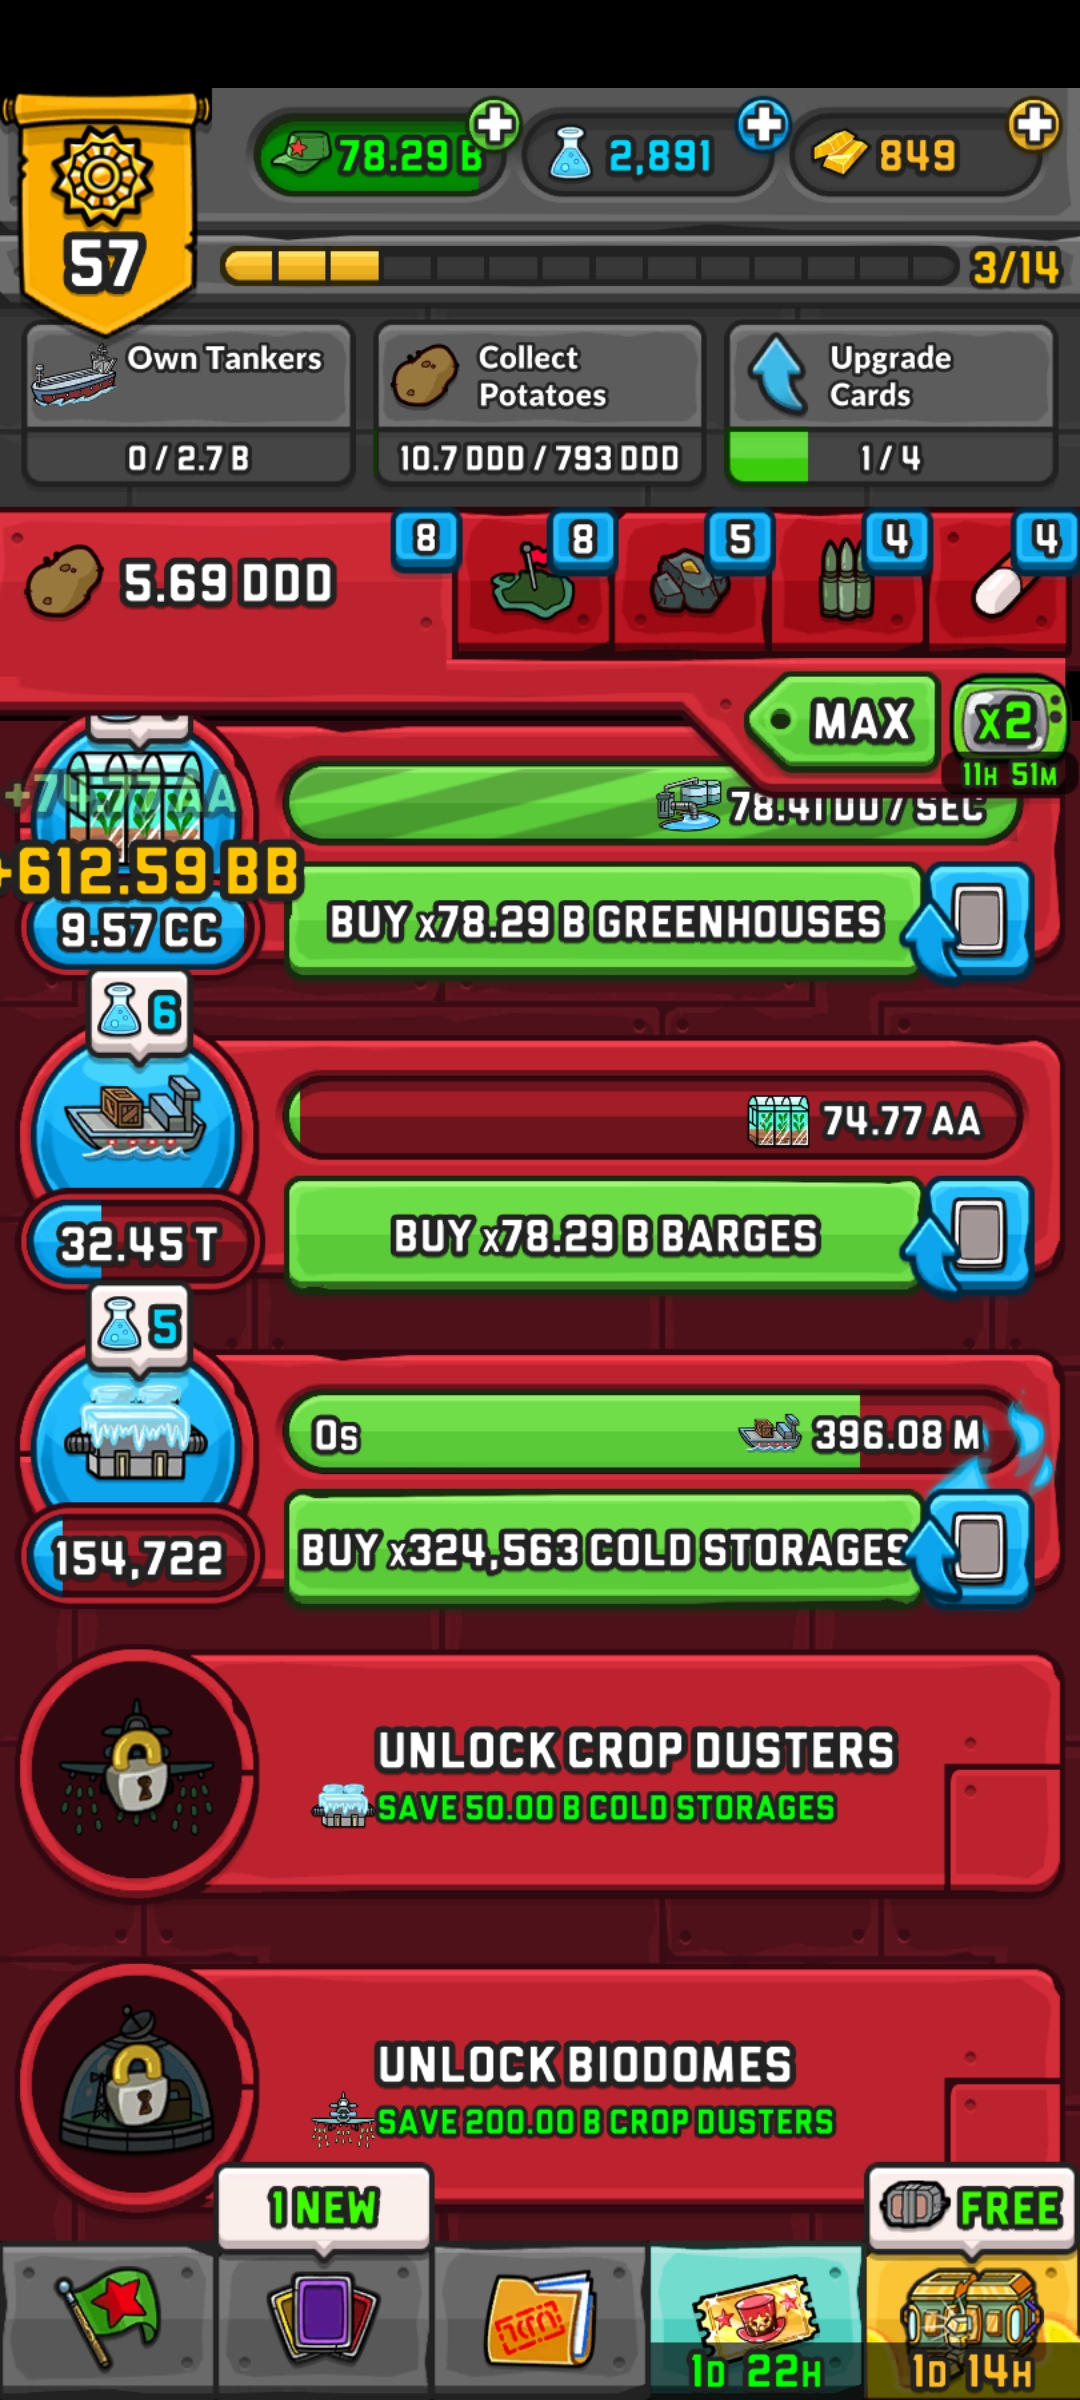 57
78.29 B
2,891
849
3/14
Own Tankers
0 / 2.7 B
Collect
Potatoes
10.7 DDD / 793 DDD
Upgrade
Cards
1 / 4
5.69 DDD
8
8
5
4
4
MAX
x2
11H 51M
+74.77 AA
+612.59 BB
9.57 CC
78.41 DD / SEC
BUY x78.29 B GREENHOUSES
6
74.77 AA
32.45 T
BUY x78.29 B BARGES
5
0s
396.08 M
154,722
BUY x324,563 COLD STORAGES
UNLOCK CROP DUSTERS
SAVE 50.00 B COLD STORAGES
UNLOCK BIODOMES
SAVE 200.00 B CROP DUSTERS
1 NEW
FREE
1D 22H
1D 14H